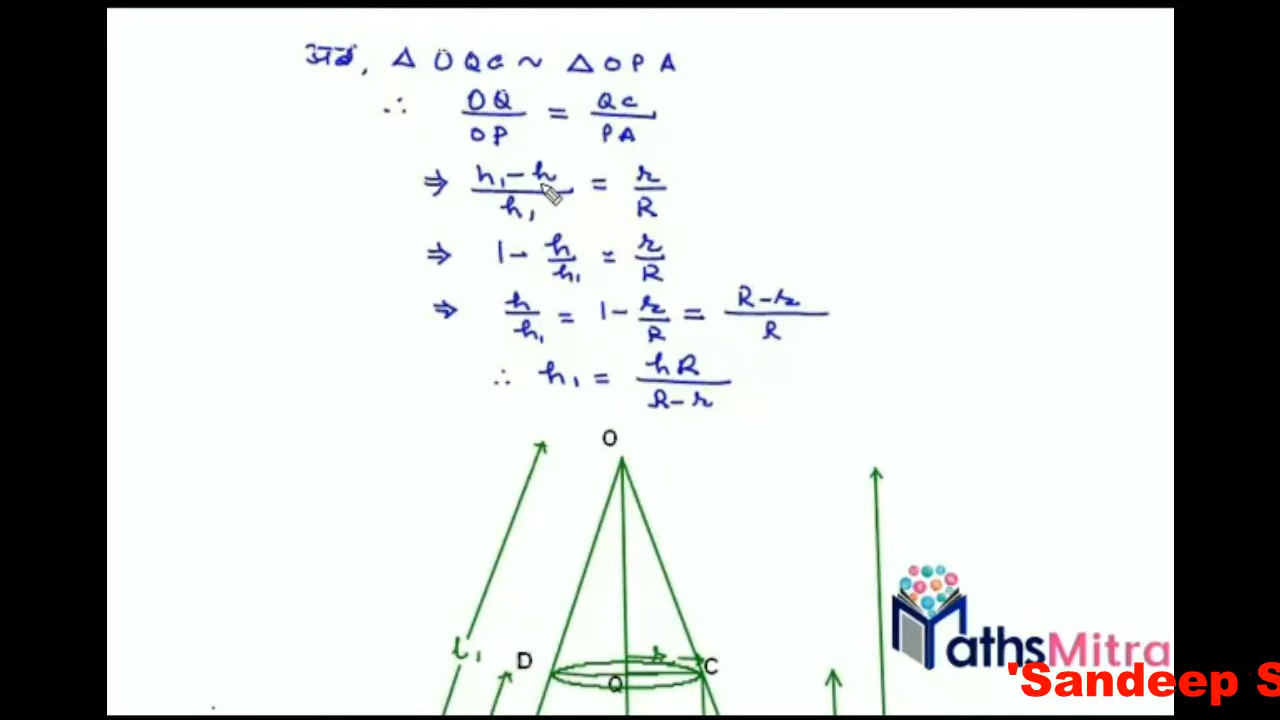 अब, △ OQC ~ △ OPA
∴ OQ/OP = QC/PA
⇒ (h₁-h)/h₁ = r/R
⇒ 1 - h/h₁ = r/R
⇒ h/h₁ = 1 - r/R = (R-r)/R
∴ h₁ = hR/(R-r)
O
l₁
D
r
C
Q
MathsMitra
'Sandeep S